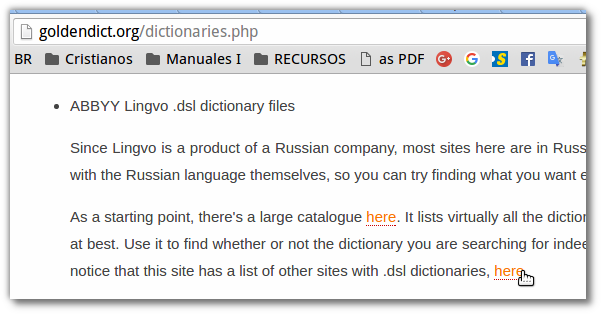 goldendict.org/dictionaries.php
BR Cristianos Manuales I RECURSOS as PDF
• ABBYY Lingvo .dsl dictionary files
Since Lingvo is a product of a Russian company, most sites here are in Russ
with the Russian language themselves, so you can try finding what you want e
As a starting point, there's a large catalogue here. It lists virtually all the diction
at best. Use it to find whether or not the dictionary you are searching for indee
notice that this site has a list of other sites with .dsl dictionaries, here